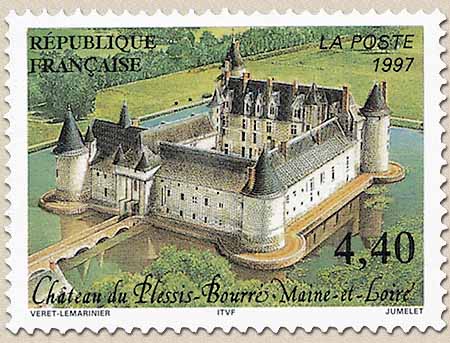 RÉPUBLIQUE
FRANÇAISE
LA POSTE
1997
4,40
Château du Plessis-Bourré · Maine-et-Loire
VERET-LEMARINIER
ITVF
JUMELET